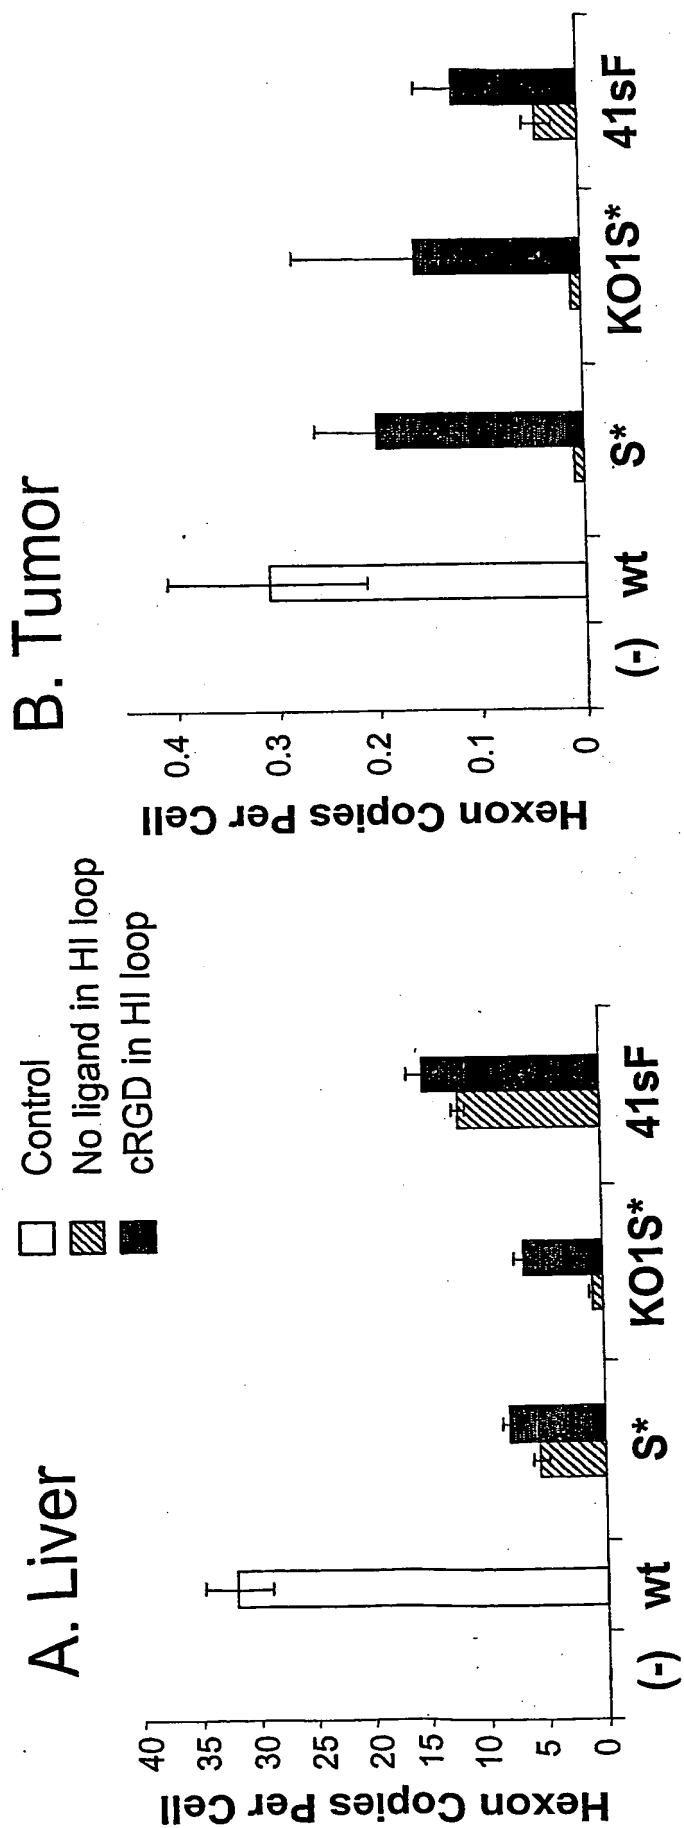 A. Liver
Control
No ligand in HI loop
cRGD in HI loop
Hexon Copies Per Cell
40
35
30
25
20
15
10
5
0
(-) wt S* KO1S* 41sF
B. Tumor
Hexon Copies Per Cell
0.4
0.3
0.2
0.1
0
(-) wt S* KO1S* 41sF